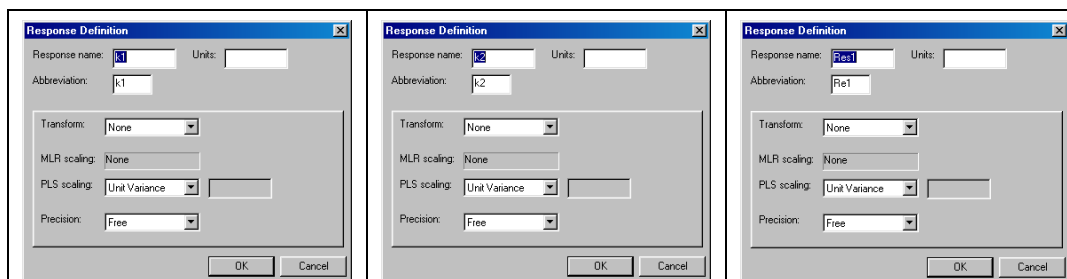 Response Definition
Response name: k1 Units:
Abbreviation: k1
Transform: None
MLR scaling: None
PLS scaling: Unit Variance
Precision: Free
OK Cancel
Response Definition
Response name: k2 Units:
Abbreviation: k2
Transform: None
MLR scaling: None
PLS scaling: Unit Variance
Precision: Free
OK Cancel
Response Definition
Response name: Res1 Units:
Abbreviation: Re1
Transform: None
MLR scaling: None
PLS scaling: Unit Variance
Precision: Free
OK Cancel